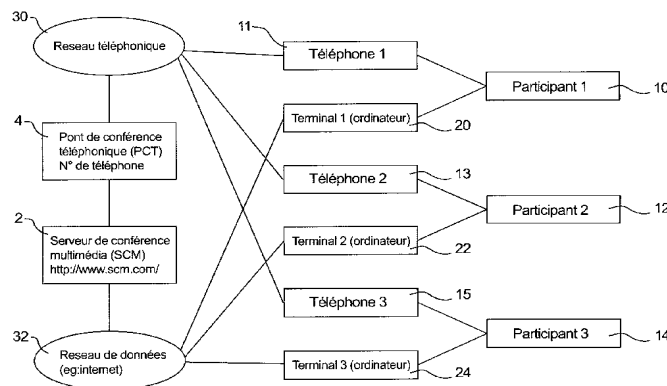 30
Reseau téléphonique
4
Pont de conférence
téléphonique (PCT)
N° de téléphone
2
Serveur de conférence
multimédia (SCM)
http://www.scm.com/
32
Reseau de données
(eg:internet)
11
Téléphone 1
Terminal 1 (ordinateur)
20
Téléphone 2
13
Terminal 2 (ordinateur)
22
Téléphone 3
15
Terminal 3 (ordinateur)
24
Participant 1
10
Participant 2
12
Participant 3
14